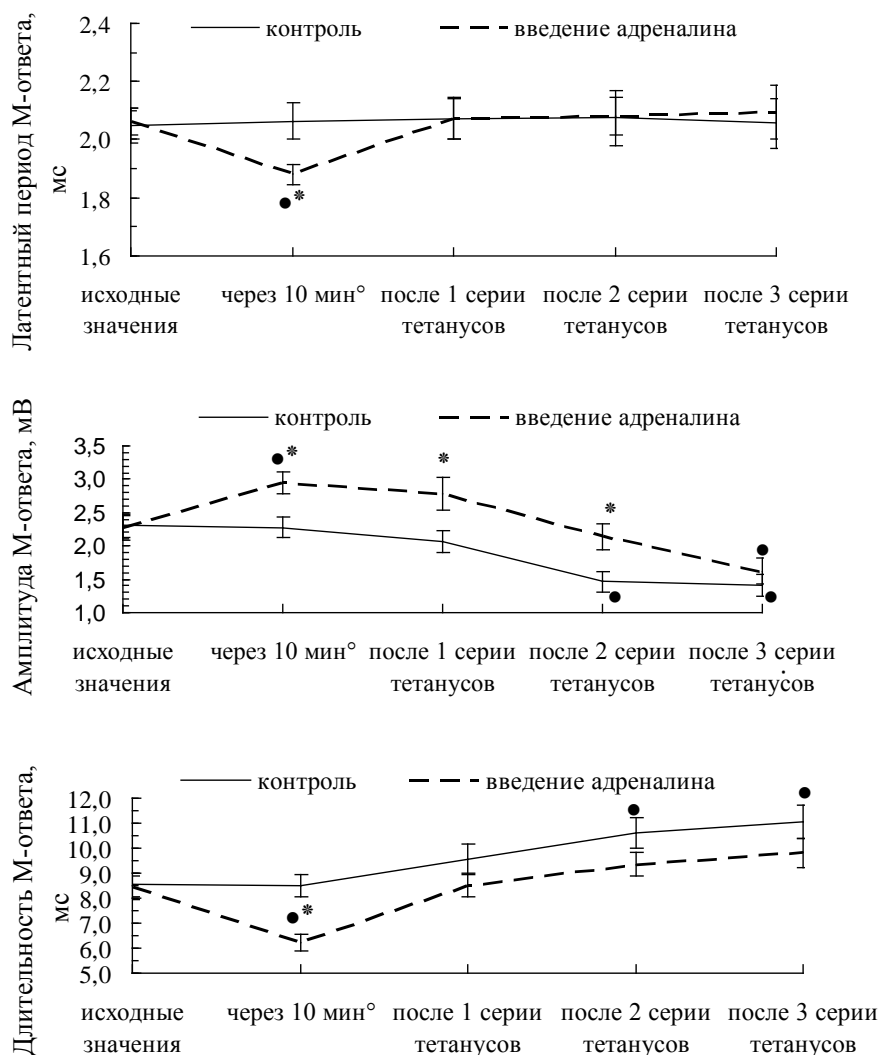 Латентный период М-ответа,
мс
контроль
введение адреналина
2,4
2,2
2,0
1,8
1,6
● *
исходные
значения
через 10 мин°
после 1 серии
тетанусов
после 2 серии
тетанусов
после 3 серии
тетанусов
Амплитуда М-ответа, мВ
контроль
введение адреналина
3,5
3,0
2,5
2,0
1,5
1,0
● *
*
*
●
●
●
исходные
значения
через 10 мин°
после 1 серии
тетанусов
после 2 серии
тетанусов
после 3 серии
тетанусов
Длительность М-ответа,
мс
контроль
введение адреналина
12,0
11,0
10,0
9,0
8,0
7,0
6,0
5,0
● *
●
●
исходные
значения
через 10 мин°
после 1 серии
тетанусов
после 2 серии
тетанусов
после 3 серии
тетанусов